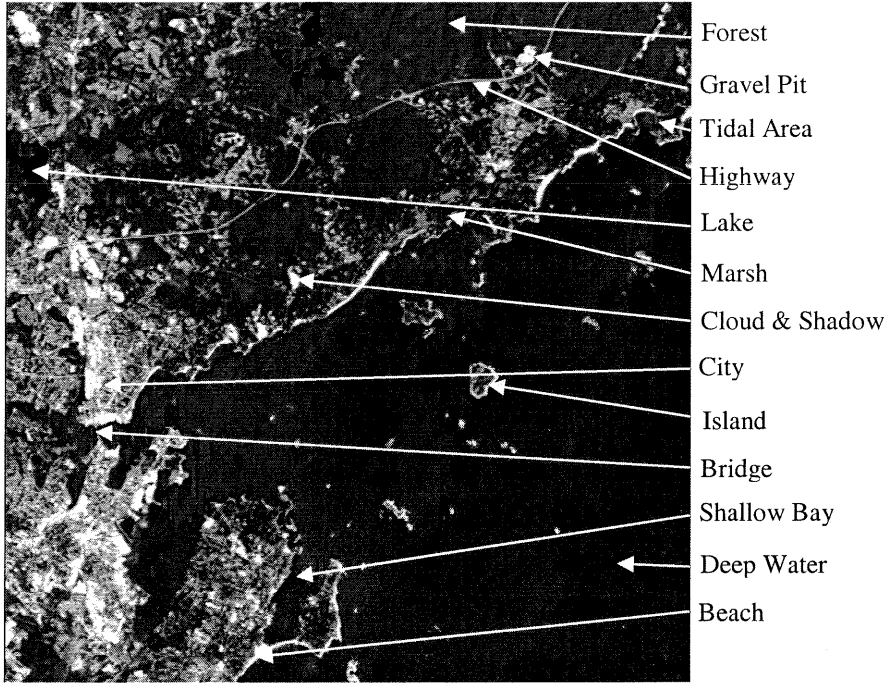 Forest
Gravel Pit
Tidal Area
Highway
Lake
Marsh
Cloud & Shadow
City
Island
Bridge
Shallow Bay
Deep Water
Beach